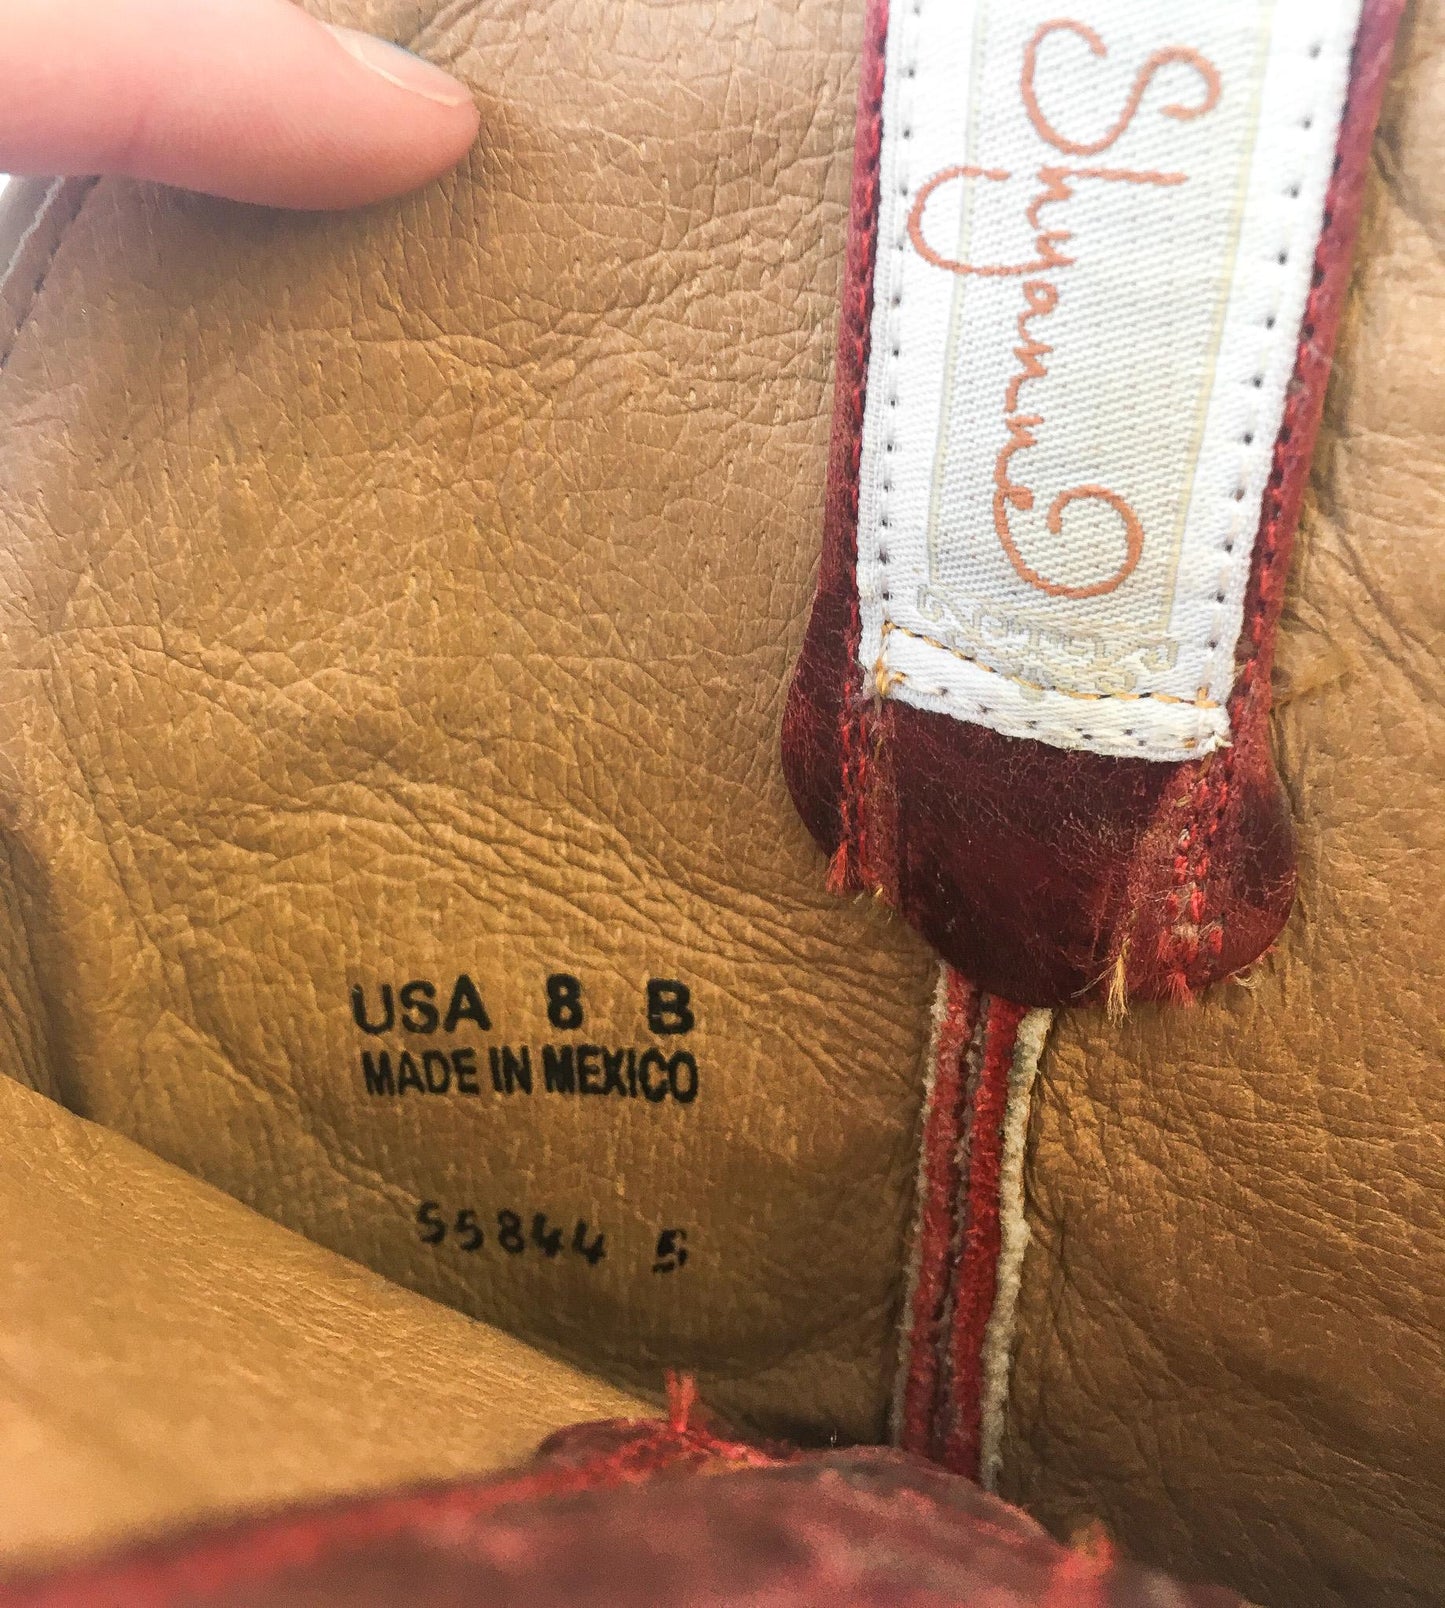 Shyanne
USA 8 B
MADE IN MEXICO
55844 5